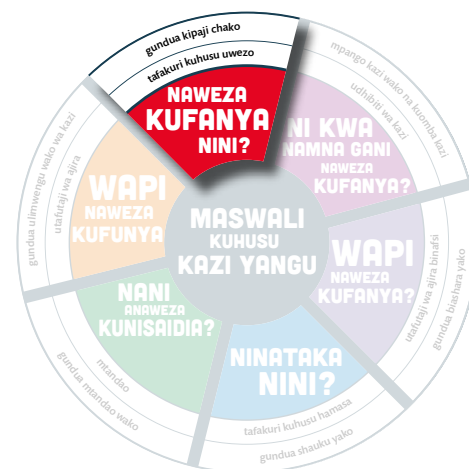 gundua kipaji chako
tafakuri kuhusu uwezo
NAWEZA
KUFANYA
NINI?
mpango kazi wako na kuomba kazi
udhibiti wa kazi
NI KWA
NAMNA GANI
NAWEZA
KUFANYA?
gundua biashara yako
utafutaji wa ajira binafsi
WAPI
NAWEZA
KUFANYA?
NINATAKA
NINI?
tafakuri kuhusu hamasa
gundua shauku yako
NANI
ANAWEZA
KUNISAIDIA?
mtandao
gundua mtandao wako
WAPI
NAWEZA
KUFUNYA
utafutaji wa ajira
gundua ulimwengu wako wa kazi
MASWALI
KUHUSU
KAZI YANGU